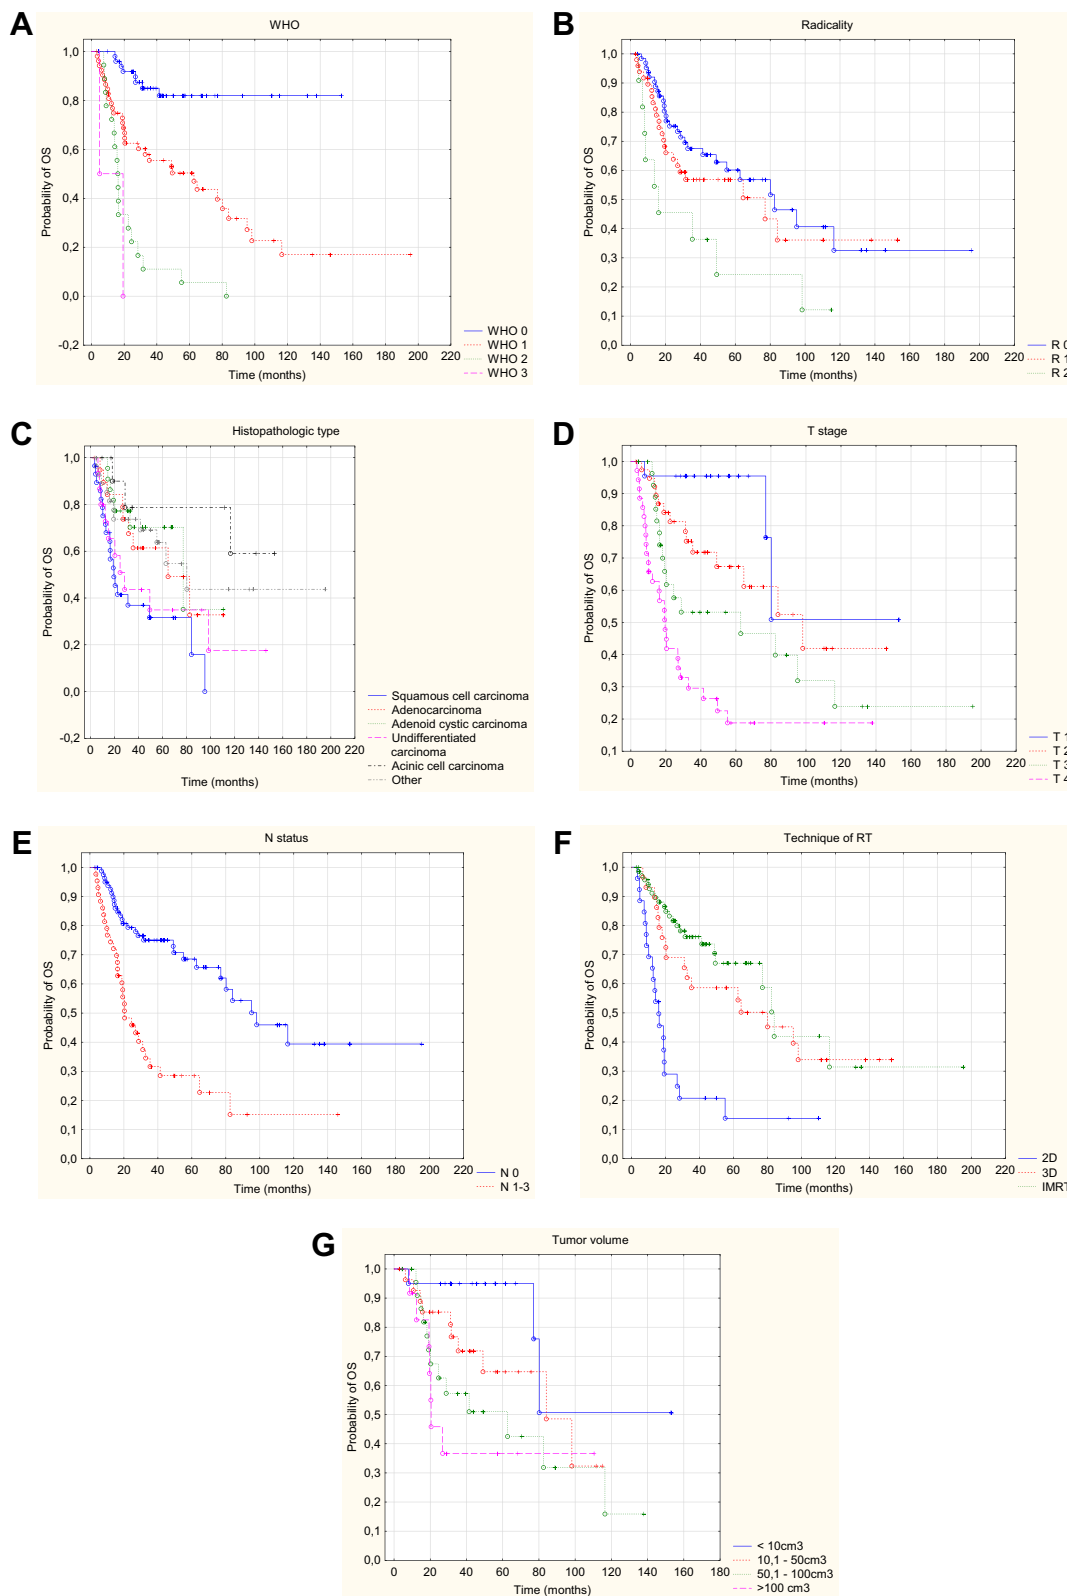 A
WHO
Probability of OS
1,0
0,8
0,6
0,4
0,2
0,0
-0,2
0 20 40 60 80 100 120 140 160 180 200 220
Time (months)
WHO 0
WHO 1
WHO 2
WHO 3
B
Radicality
Probability of OS
1,0
0,9
0,8
0,7
0,6
0,5
0,4
0,3
0,2
0,1
0,0
0 20 40 60 80 100 120 140 160 180 200 220
Time (months)
R 0
R 1
R 2
C
Histopathologic type
Probability of OS
1,0
0,8
0,6
0,4
0,2
0,0
-0,2
0 20 40 60 80 100 120 140 160 180 200 220
Time (months)
Squamous cell carcinoma
Adenocarcinoma
Adenoid cystic carcinoma
Undifferentiated
carcinoma
Acinic cell carcinoma
Other
D
T stage
Probability of OS
1,0
0,9
0,8
0,7
0,6
0,5
0,4
0,3
0,2
0,1
0 20 40 60 80 100 120 140 160 180 200 220
Time (months)
T 1
T 2
T 3
T 4
E
N status
Probability of OS
1,0
0,9
0,8
0,7
0,6
0,5
0,4
0,3
0,2
0,1
0,0
0 20 40 60 80 100 120 140 160 180 200 220
Time (months)
N 0
N 1-3
F
Technique of RT
Probability of OS
1,0
0,9
0,8
0,7
0,6
0,5
0,4
0,3
0,2
0,1
0,0
0 20 40 60 80 100 120 140 160 180 200 220
Time (months)
2D
3D
IMRT
G
Tumor volume
Probability of OS
1,0
0,9
0,8
0,7
0,6
0,5
0,4
0,3
0,2
0,1
0,0
0 20 40 60 80 100 120 140 160 180
Time (months)
< 10cm3
10,1 - 50cm3
50,1 - 100cm3
>100 cm3